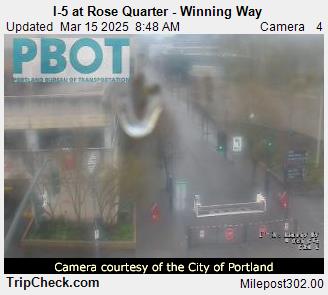 I-5 at Rose Quarter - Winning Way
Updated Mar 15 2025 8:48 AM Camera 4
PBOT
PORTLAND BUREAU OF TRANSPORTATION
Camera courtesy of the City of Portland
TripCheck.com Milepost302.00